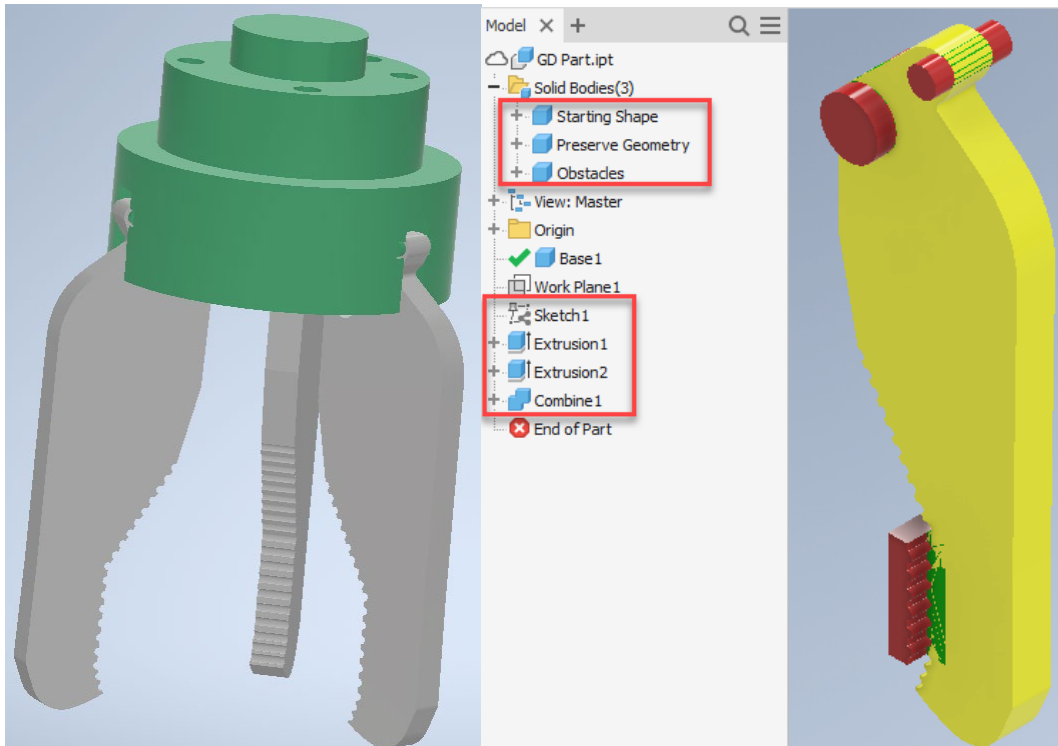 Model
GD Part.ipt
Solid Bodies(3)
Starting Shape
Preserve Geometry
Obstacles
View: Master
Origin
Base1
Work Plane1
Sketch1
Extrusion1
Extrusion2
Combine1
End of Part